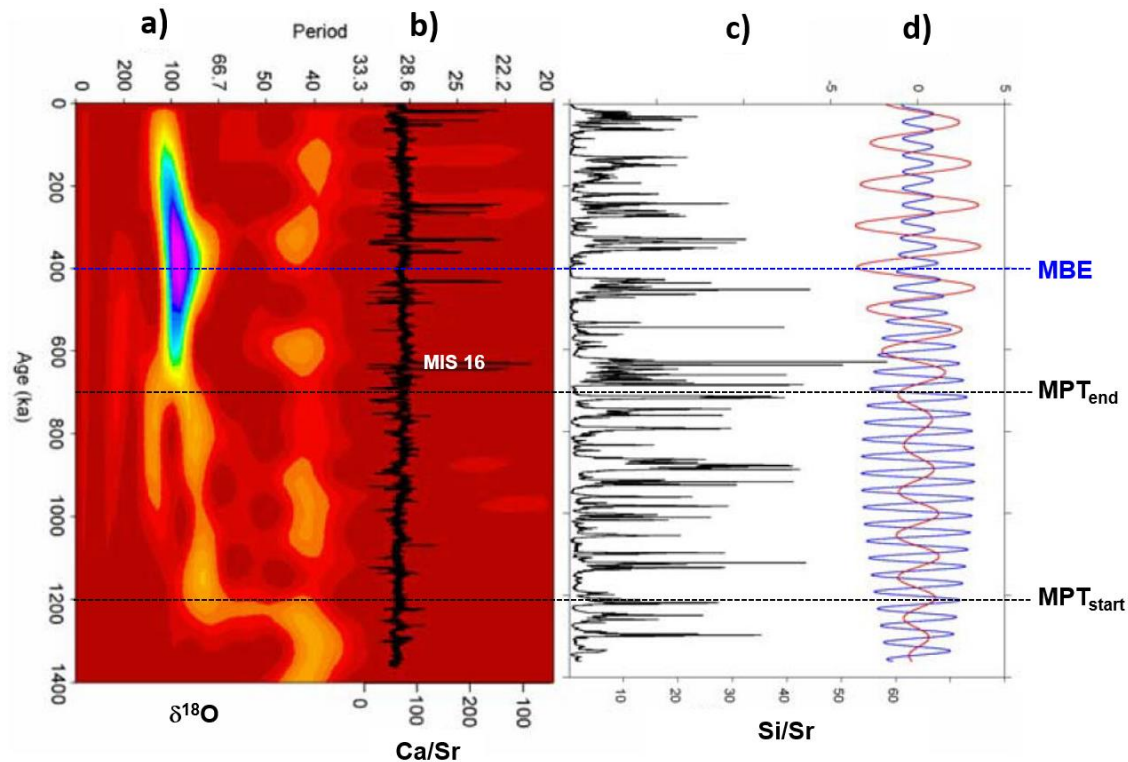 a) b) c) d)
Period
0 200 100 66.7 50 40 33.3 28.6 25 22.2 20
-5 0 5
0
200
400
600
800
1000
1200
1400
Age (ka)
MBE
MIS 16
MPTend
MPTstart
0 200 100
10 20 30 40 50 60
δ18O
Ca/Sr
Si/Sr